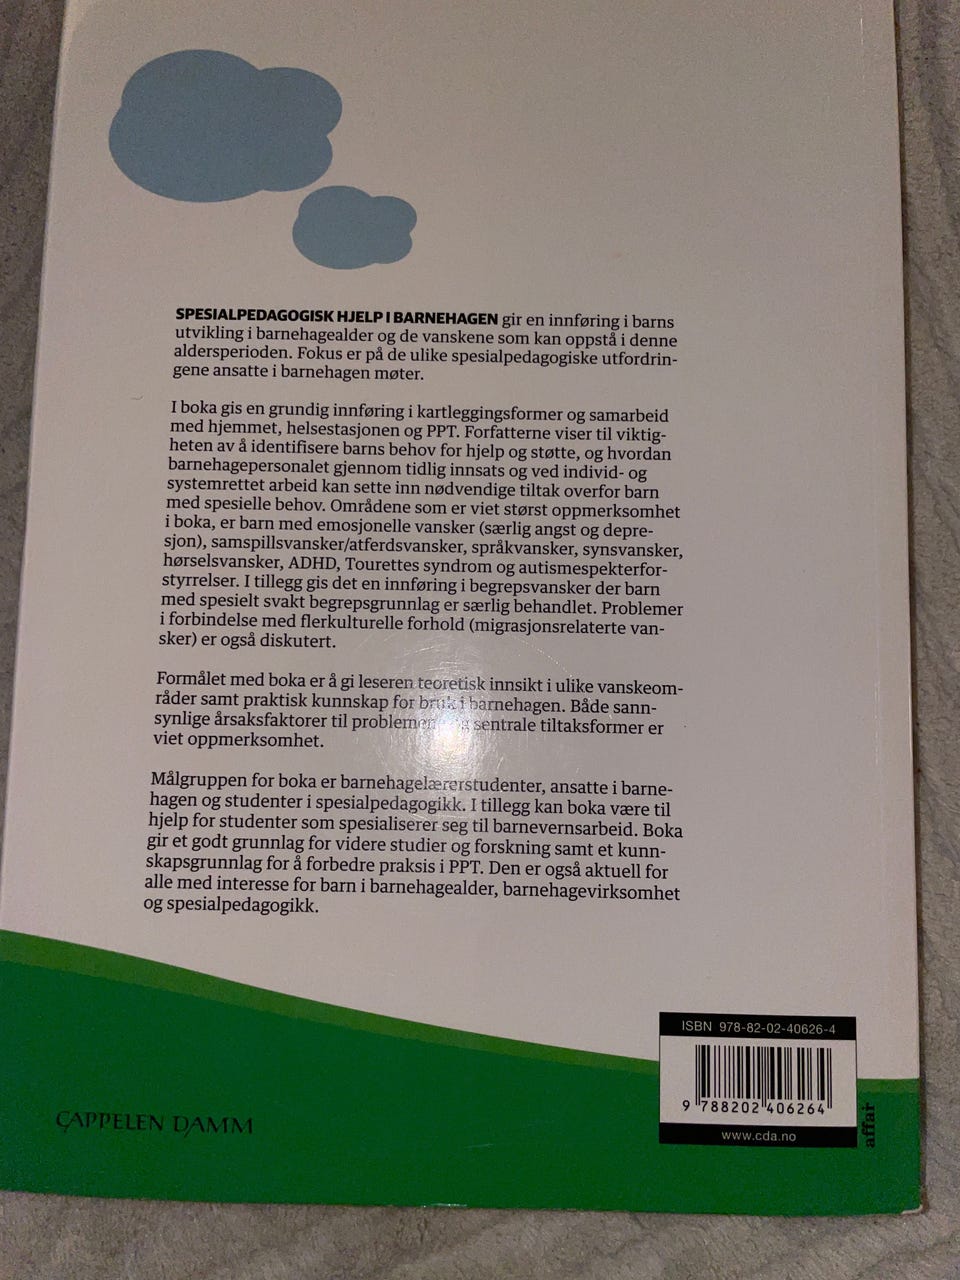 SPESIALPEDAGOGISK HJELP I BARNEHAGEN gir en innføring i barns
utvikling i barnehagealder og de vanskene som kan oppstå i denne
aldersperioden. Fokus er på de ulike spesialpedagogiske utfordrin-
gene ansatte i barnehagen møter.
I boka gis en grundig innføring i kartleggingsformer og samarbeid
med hjemmet, helsestasjonen og PPT. Forfatterne viser til viktig-
heten av å identifisere barns behov for hjelp og støtte, og hvordan
barnehagepersonalet gjennom tidlig innsats og ved individ- og
systemrettet arbeid kan sette inn nødvendige tiltak overfor barn
med spesielle behov. Områdene som er viet størst oppmerksomhet
i boka, er barn med emosjonelle vansker (særlig angst og depre-
sjon), samspillsvansker/atferdsvansker, språkvansker, synsvansker,
hørselsvansker, ADHD, Tourettes syndrom og autismespekterfor-
styrrelser. I tillegg gis det en innføring i begrepsvansker der barn
med spesielt svakt begrepsgrunnlag er særlig behandlet. Problemer
i forbindelse med flerkulturelle forhold (migrasjonsrelaterte van-
sker) er også diskutert.
Formålet med boka er å gi leseren teoretisk innsikt i ulike vanskeom-
råder samt praktisk kunnskap for bruk i barnehagen. Både sann-
synlige årsaksfaktorer til problemene og sentrale tiltaksformer er
viet oppmerksomhet.
Målgruppen for boka er barnehagelærerstudenter, ansatte i barne-
hagen og studenter i spesialpedagogikk. I tillegg kan boka være til
hjelp for studenter som spesialiserer seg til barnevernsarbeid. Boka
gir et godt grunnlag for videre studier og forskning samt et kunn-
skapsgrunnlag for å forbedre praksis i PPT. Den er også aktuell for
alle med interesse for barn i barnehagealder, barnehagevirksomhet
og spesialpedagogikk.
ISBN 978-82-02-40626-4
9 788202 406264
www.cda.no
affär
CAPPELEN DAMM